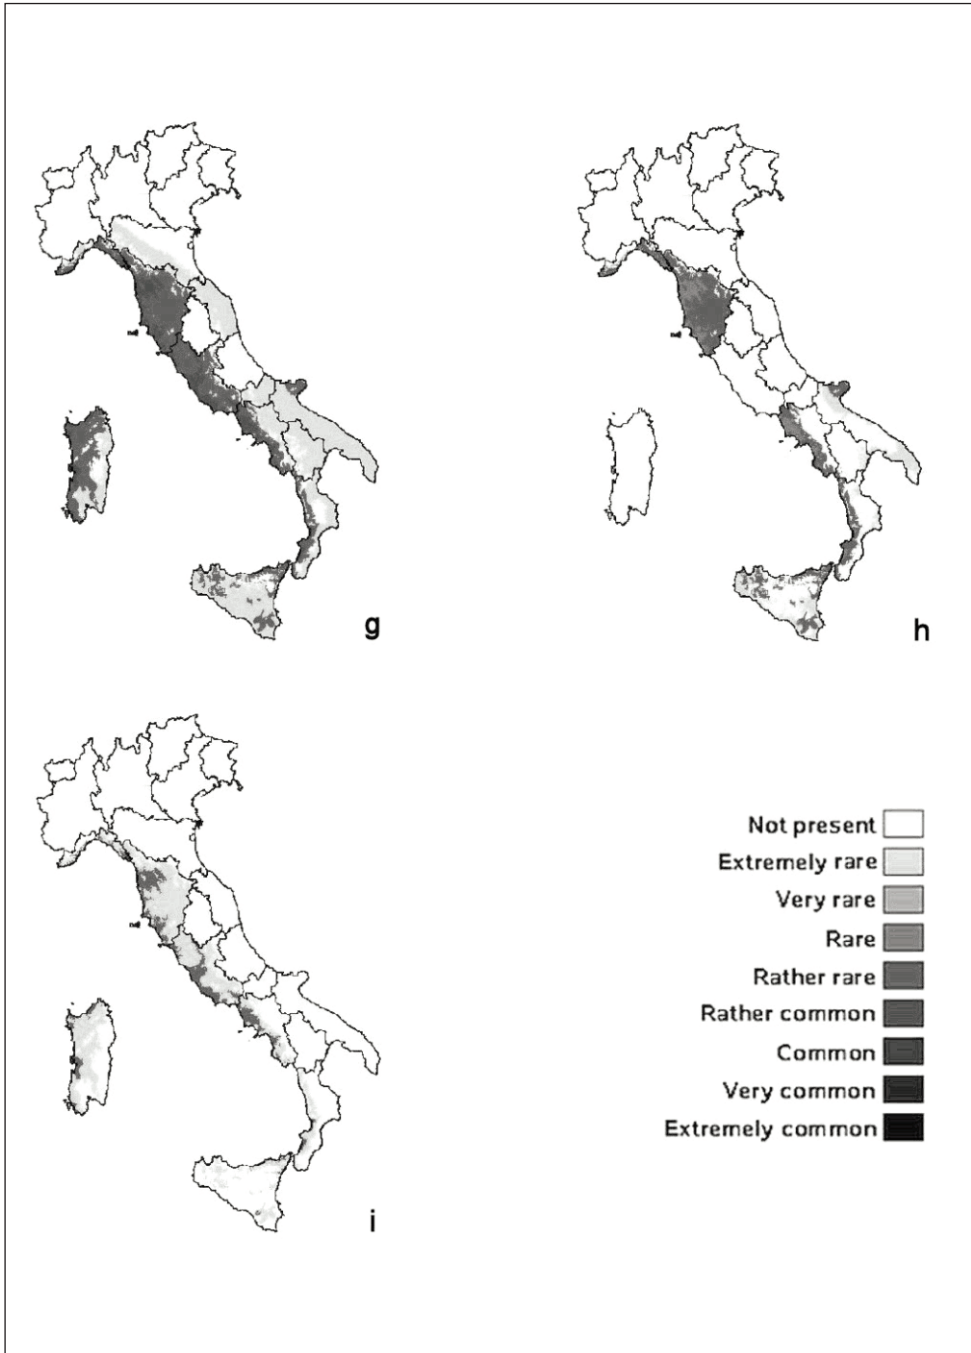 g
h
Not present
Extremely rare
Very rare
Rare
Rather rare
Rather common
Common
Very common
Extremely common
i